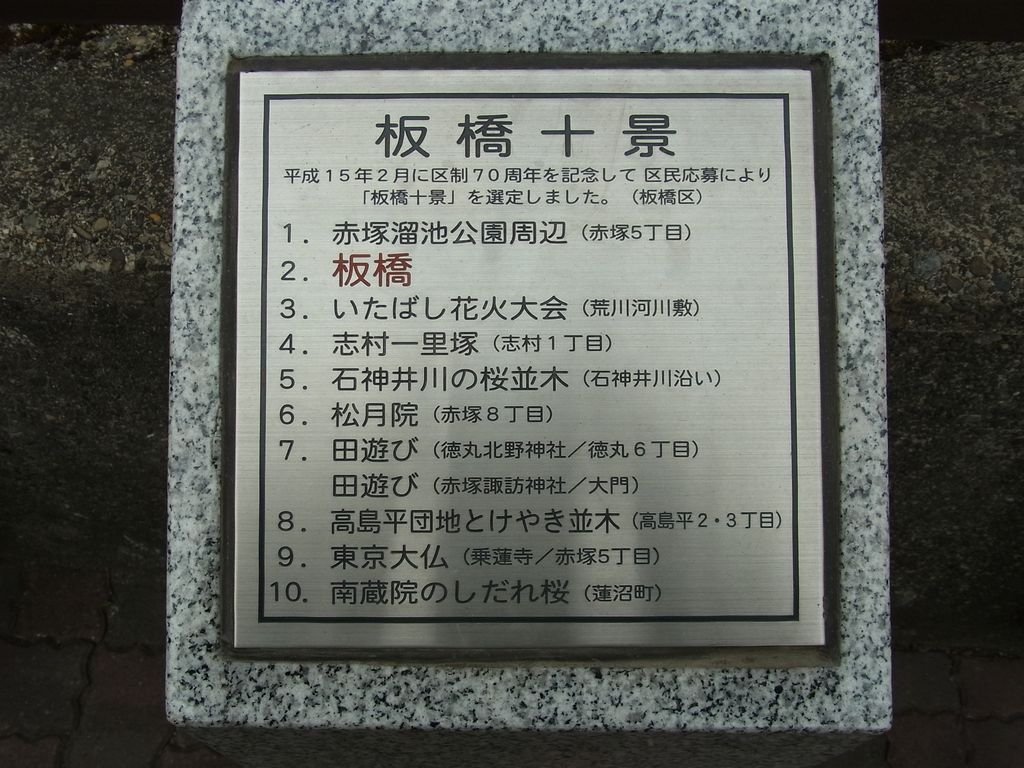 板橋十景
平成15年2月に区制70周年を記念して 区民応募により
「板橋十景」を選定しました。（板橋区）
1. 赤塚溜池公園周辺（赤塚5丁目）
2. 板橋
3. いたばし花火大会（荒川河川敷）
4. 志村一里塚（志村1丁目）
5. 石神井川の桜並木（石神井川沿い）
6. 松月院（赤塚8丁目）
7. 田遊び（徳丸北野神社／徳丸6丁目）
田遊び（赤塚諏訪神社／大門）
8. 高島平団地とけやき並木（高島平2・3丁目）
9. 東京大仏（乗蓮寺／赤塚5丁目）
10. 南蔵院のしだれ桜（蓮沼町）